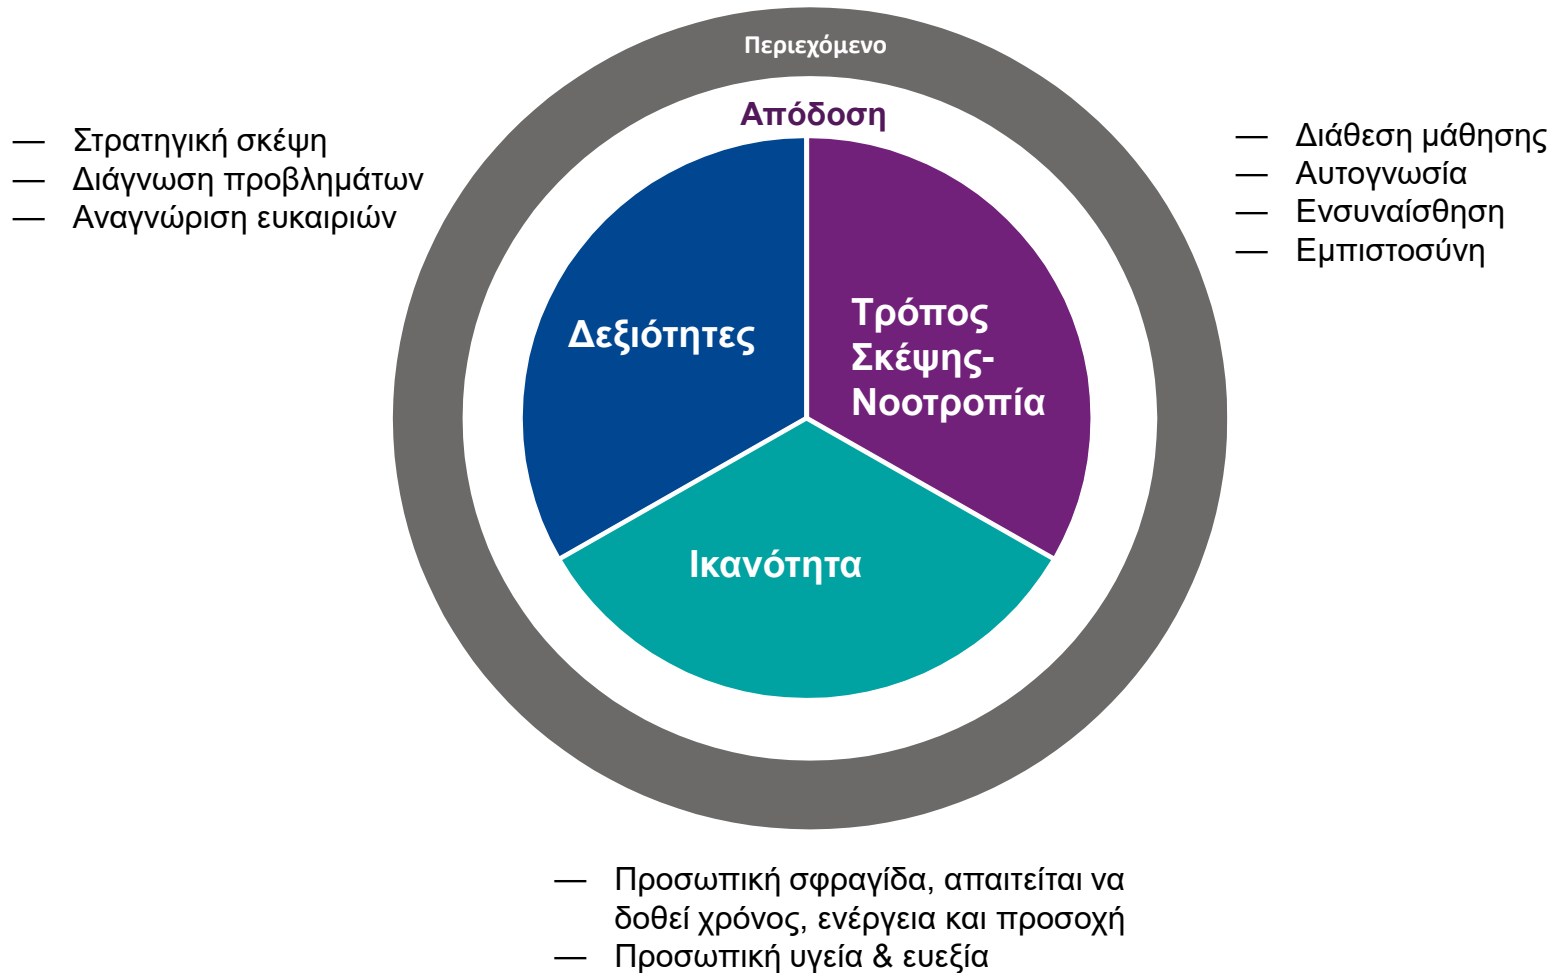 Περιεχόμενο
Απόδοση
— Στρατηγική σκέψη
— Διάγνωση προβλημάτων
— Αναγνώριση ευκαιριών
— Διάθεση μάθησης
— Αυτογνωσία
— Ενσυναίσθηση
— Εμπιστοσύνη
Δεξιότητες
Τρόπος
Σκέψης-
Νοοτροπία
Ικανότητα
— Προσωπική σφραγίδα, απαιτείται να
δοθεί χρόνος, ενέργεια και προσοχή
— Προσωπική υγεία & ευεξία